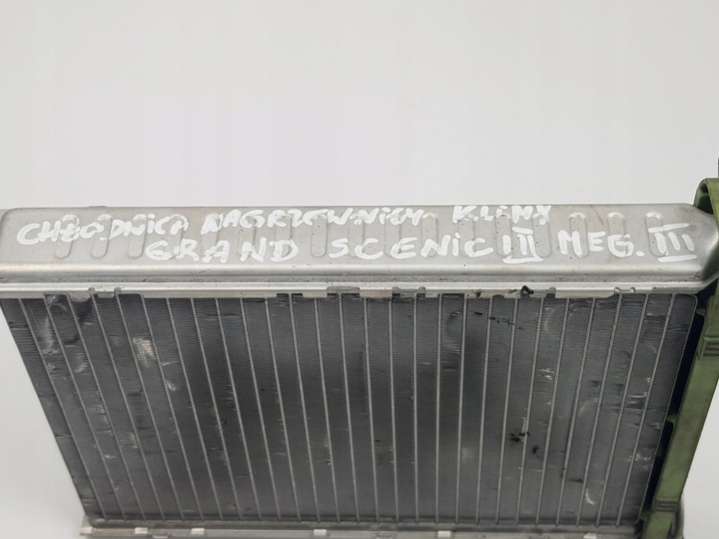 CHŁODNICA NAGRZEWNICY KLIMY
GRAND SCENIC III MEG. III